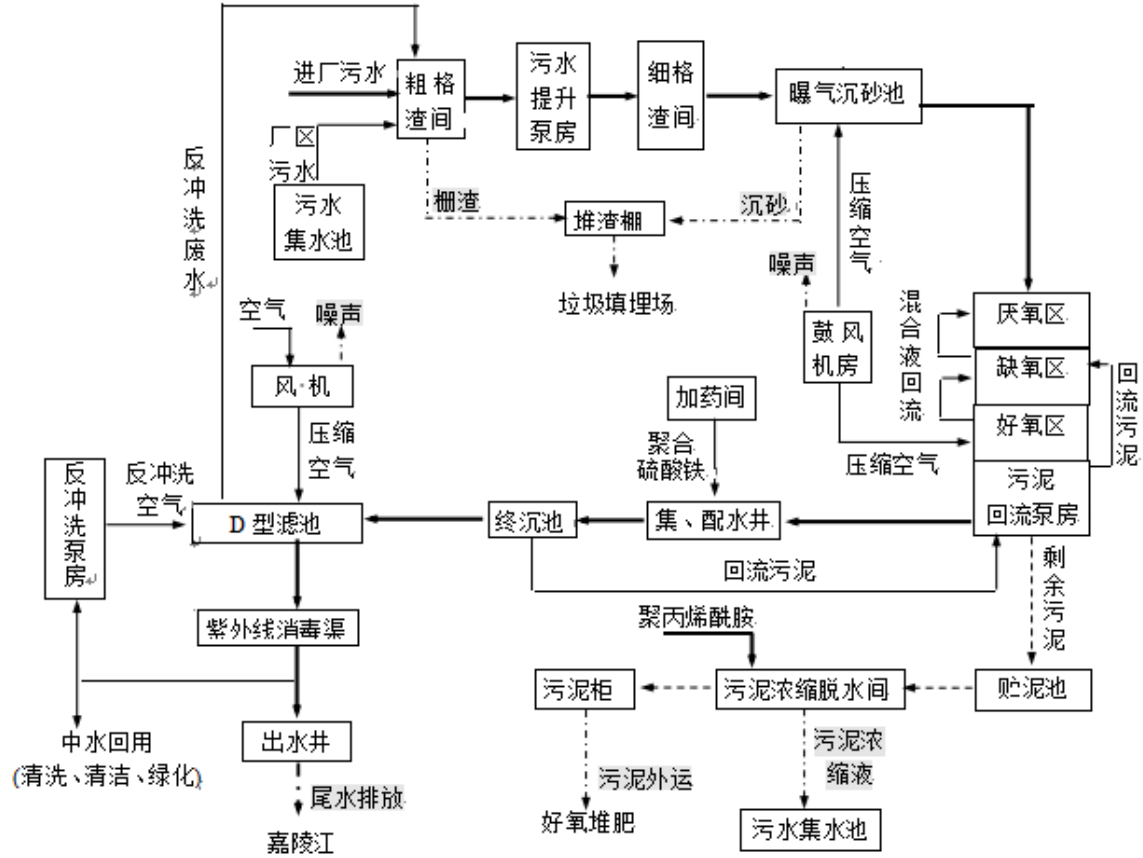 进厂污水
粗格
渣间
污水
提升
泵房
细格
渣间
曝气沉砂池
厂区
污水
污水
集水池
反冲洗废水
栅渣
堆渣棚
沉砂
压缩空气
垃圾填埋场
噪声
鼓风
机房
混合液回流
厌氧区
缺氧区
好氧区
回流污泥
空气
噪声
风机
压缩
空气
加药间
聚合
硫酸铁
压缩空气
污泥
回流泵房
反冲洗泵房
反冲洗
空气
D型滤池
终沉池
集、配水井
回流污泥
剩余污泥
紫外线消毒渠
聚丙烯酰胺
污泥柜
污泥浓缩脱水间
贮泥池
中水回用
(清洗、清洁、绿化)
出水井
尾水排放
嘉陵江
污泥外运
好氧堆肥
污泥浓
缩液
污水集水池